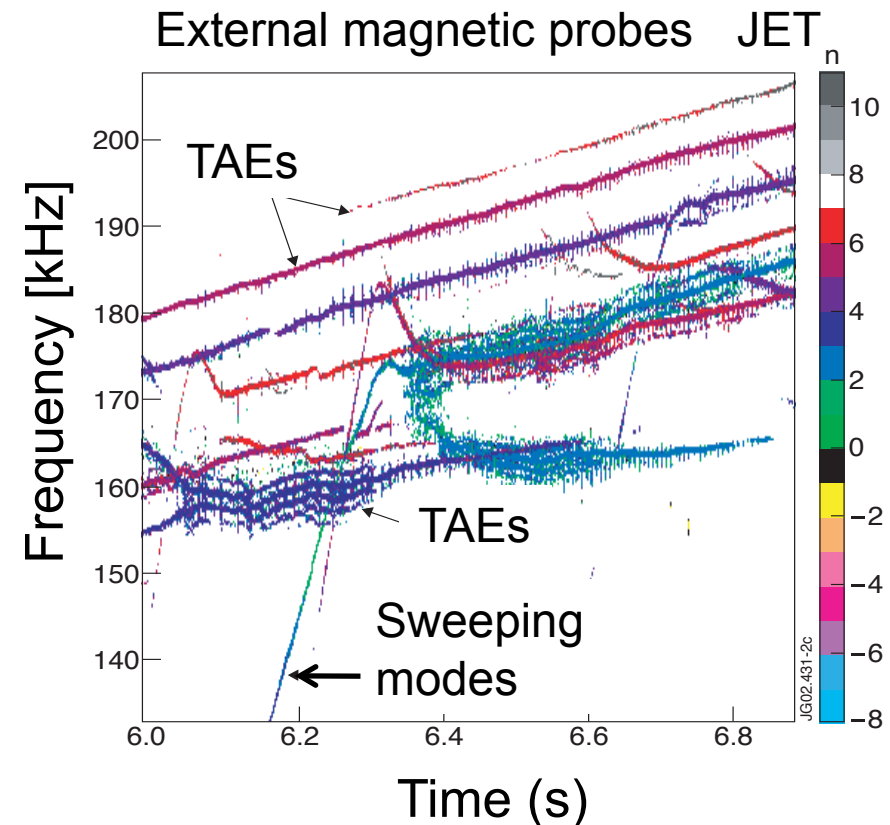 External magnetic probes JET
n
Frequency [kHz]
200
190
180
170
160
150
140
TAEs
TAEs
Sweeping
modes
6.0
6.2
6.4
6.6
6.8
Time (s)
10
8
6
4
2
0
−2
−4
−6
−8
JG02.431-2c